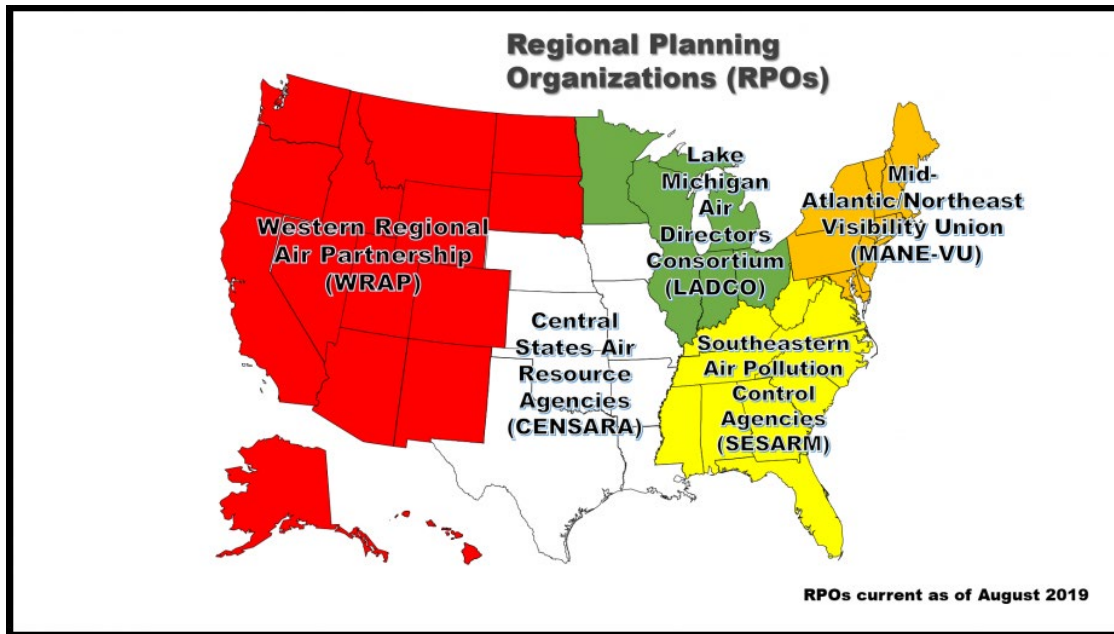 Regional Planning
Organizations (RPOs)
Lake
Michigan
Air
Directors
Consortium
(LADCO)
Mid-
Atlantic/Northeast
Visibility Union
(MANE-VU)
Western Regional
Air Partnership
(WRAP)
Central
States Air
Resource
Agencies
(CENSARA)
Southeastern
Air Pollution
Control
Agencies
(SESARM)
RPOs current as of August 2019